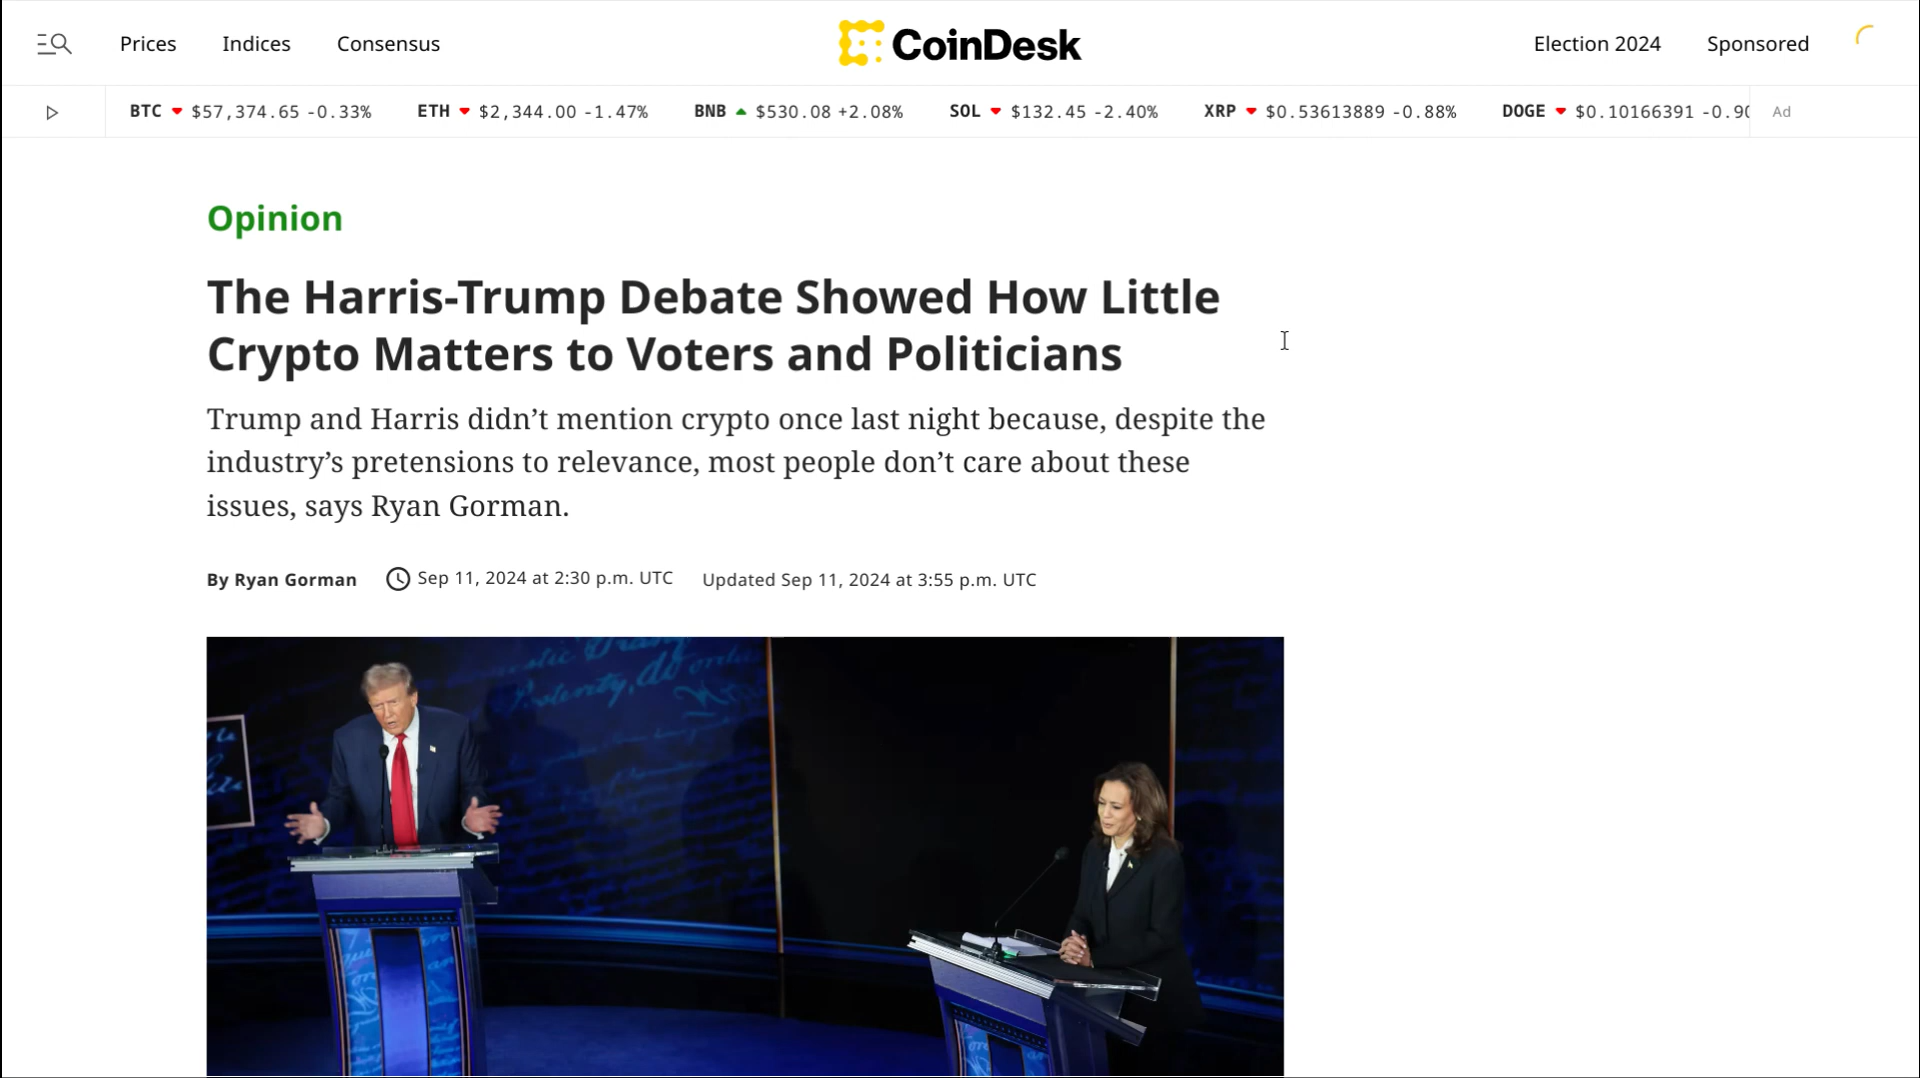 Prices Indices Consensus CoinDesk Election 2024 Sponsored
BTC $57,374.65 -0.33% ETH $2,344.00 -1.47% BNB $530.08 +2.08% SOL $132.45 -2.40% XRP $0.53613889 -0.88% DOGE $0.10166391 -0.90 Ad
Opinion
The Harris-Trump Debate Showed How Little
Crypto Matters to Voters and Politicians
Trump and Harris didn’t mention crypto once last night because, despite the
industry’s pretensions to relevance, most people don’t care about these
issues, says Ryan Gorman.
By Ryan Gorman Sep 11, 2024 at 2:30 p.m. UTC Updated Sep 11, 2024 at 3:55 p.m. UTC
Posterity, do